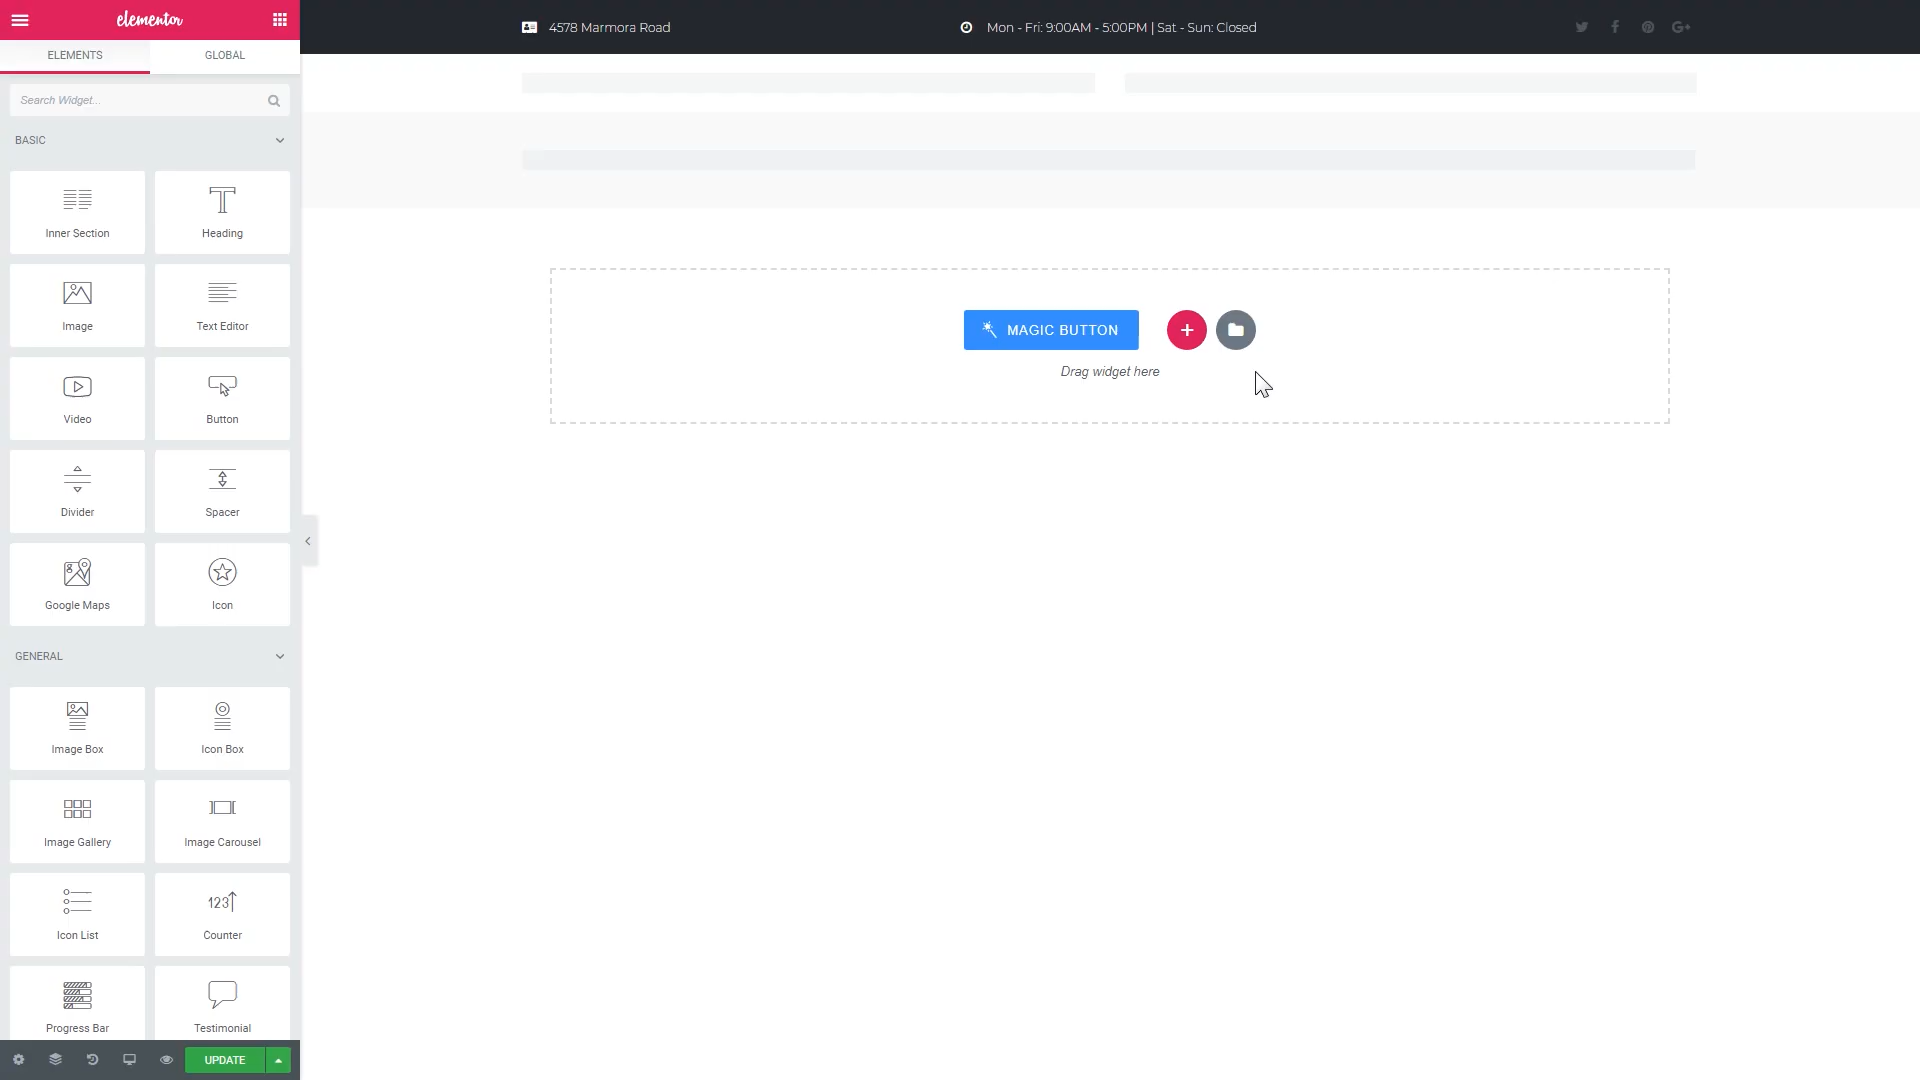 elementor
4578 Marmora Road
Mon - Fri: 9:00AM - 5:00PM | Sat - Sun: Closed
ELEMENTS
GLOBAL
Search Widget...
BASIC
Inner Section
Heading
Image
Text Editor
MAGIC BUTTON
Drag widget here
Video
Button
Divider
Spacer
Google Maps
Icon
GENERAL
Image Box
Icon Box
Image Gallery
Image Carousel
Icon List
123
Counter
Progress Bar
Testimonial
UPDATE